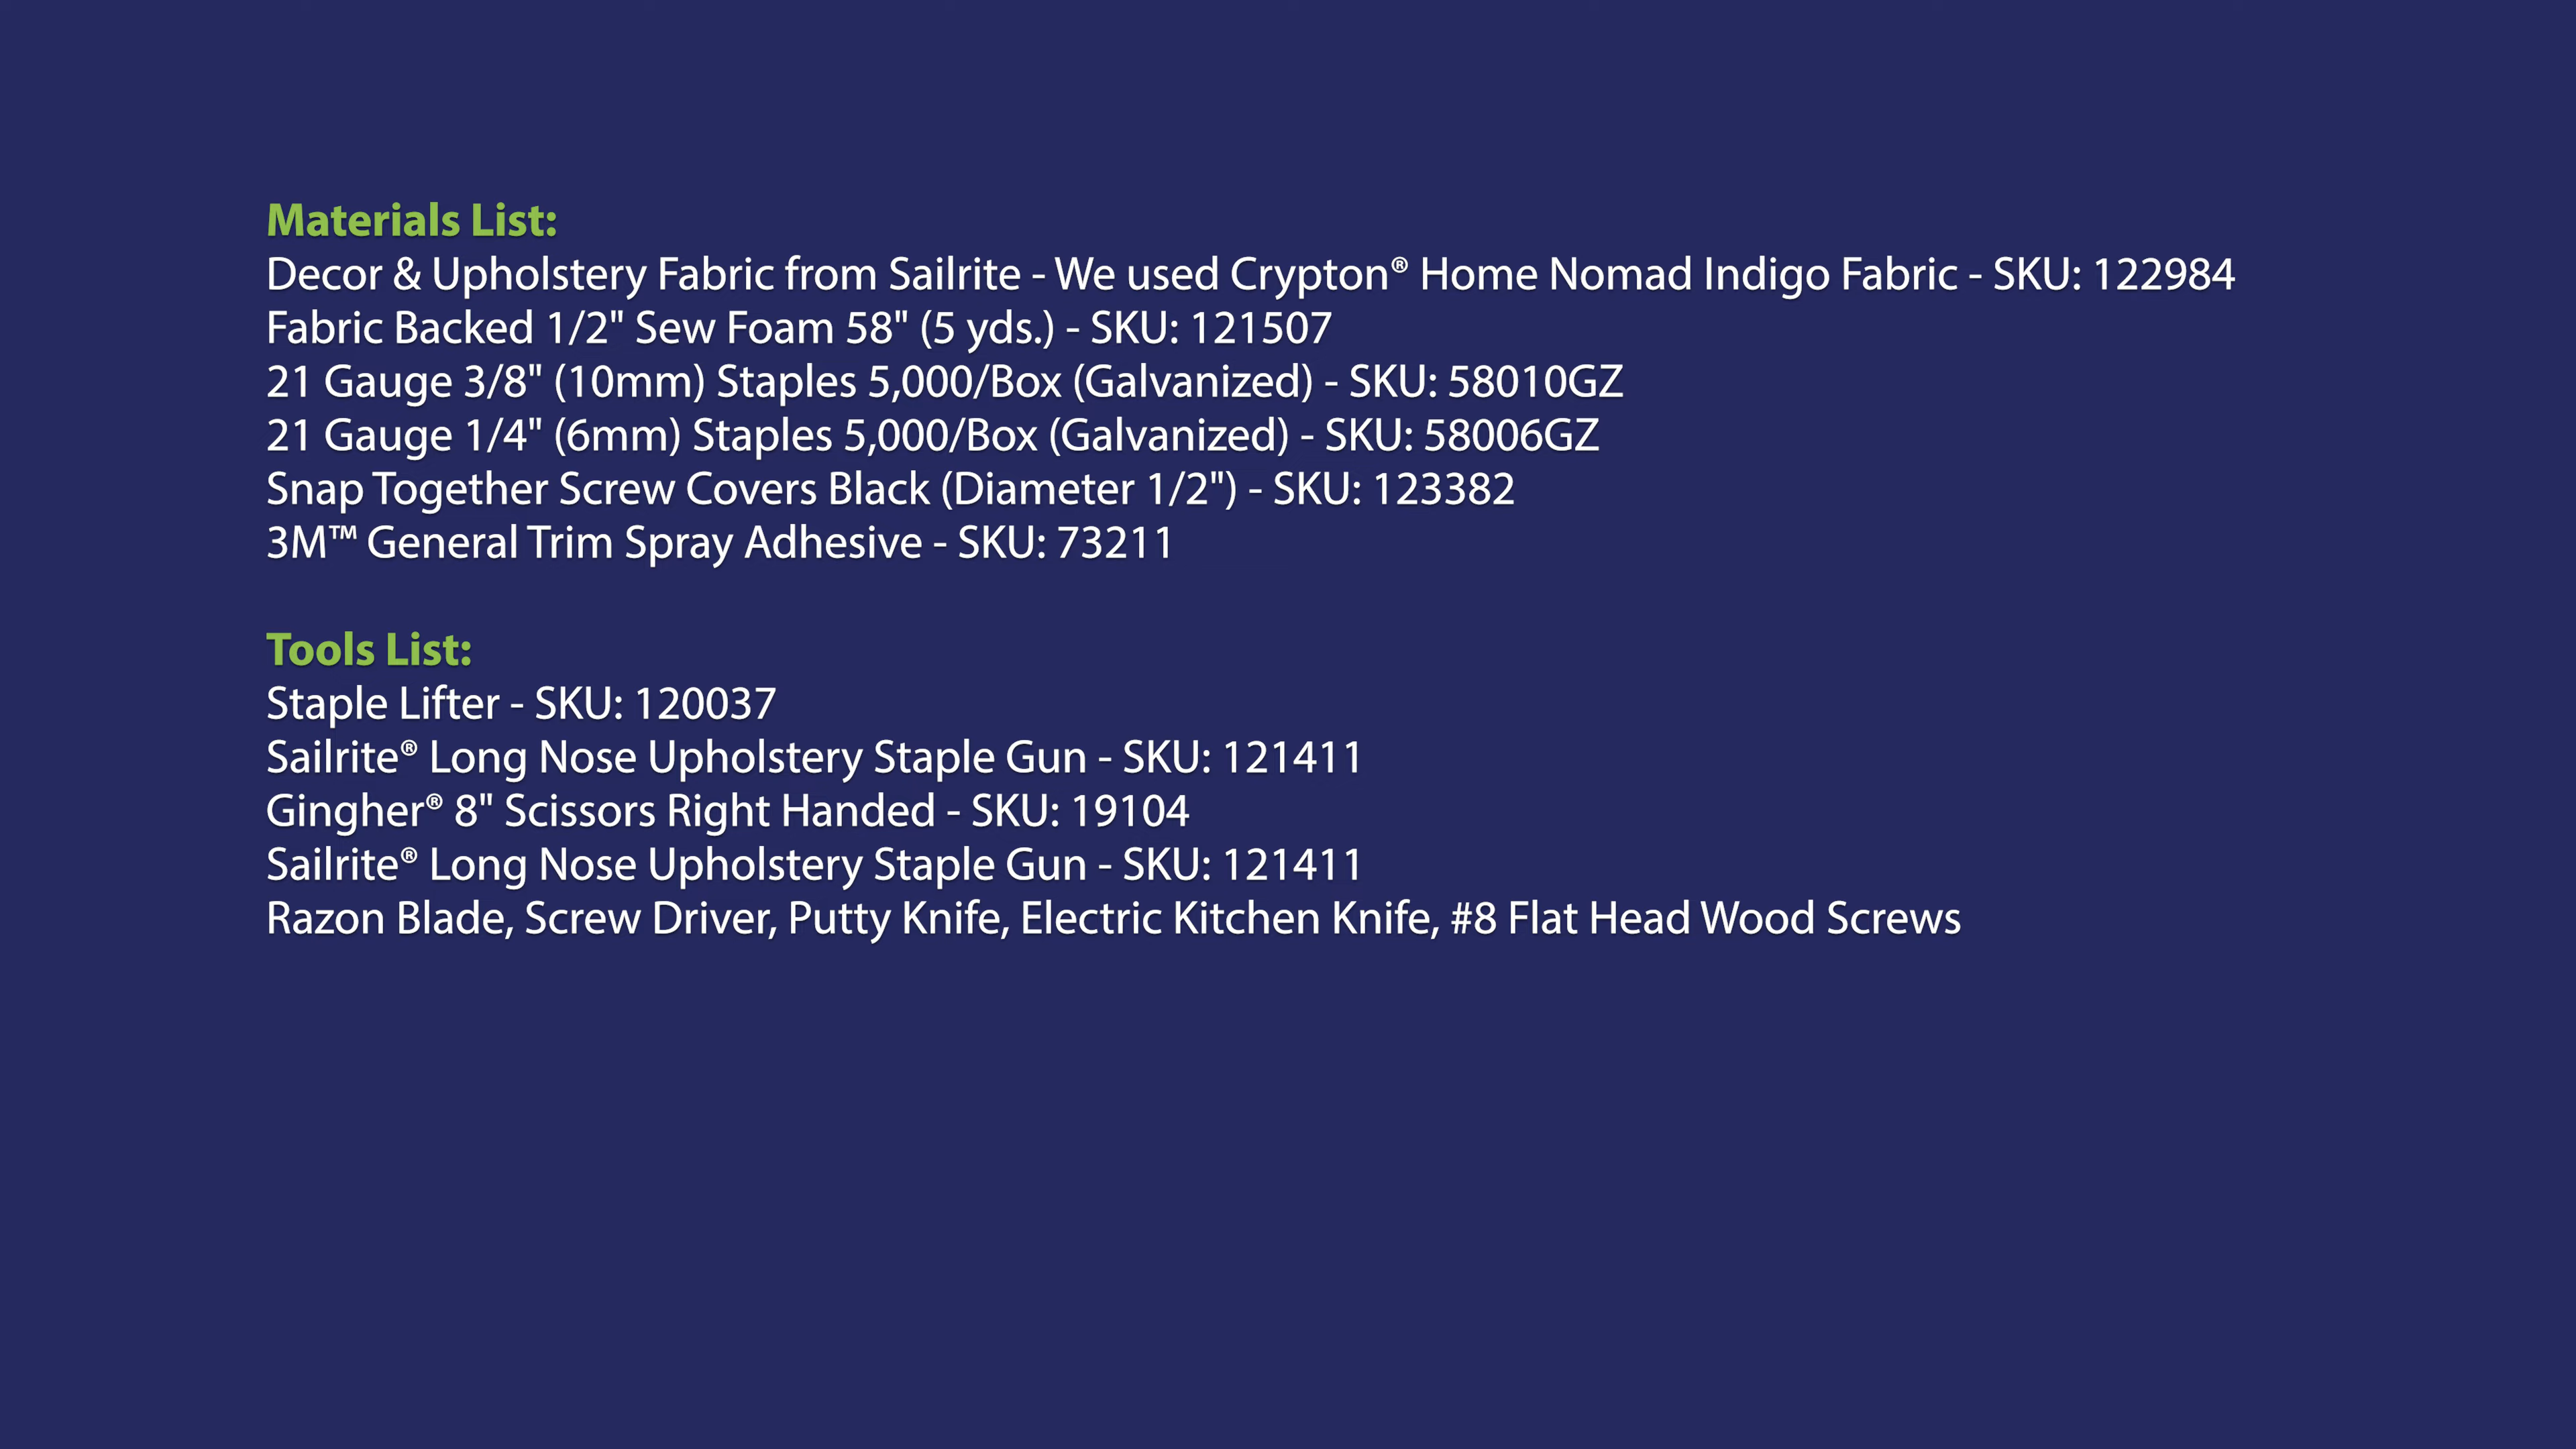 Materials List:
Decor & Upholstery Fabric from Sailrite - We used Crypton® Home Nomad Indigo Fabric - SKU: 122984
Fabric Backed 1/2" Sew Foam 58" (5 yds.) - SKU: 121507
21 Gauge 3/8" (10mm) Staples 5,000/Box (Galvanized) - SKU: 58010GZ
21 Gauge 1/4" (6mm) Staples 5,000/Box (Galvanized) - SKU: 58006GZ
Snap Together Screw Covers Black (Diameter 1/2") - SKU: 123382
3M™ General Trim Spray Adhesive - SKU: 73211
Tools List:
Staple Lifter - SKU: 120037
Sailrite® Long Nose Upholstery Staple Gun - SKU: 121411
Gingher® 8" Scissors Right Handed - SKU: 19104
Sailrite® Long Nose Upholstery Staple Gun - SKU: 121411
Razon Blade, Screw Driver, Putty Knife, Electric Kitchen Knife, #8 Flat Head Wood Screws